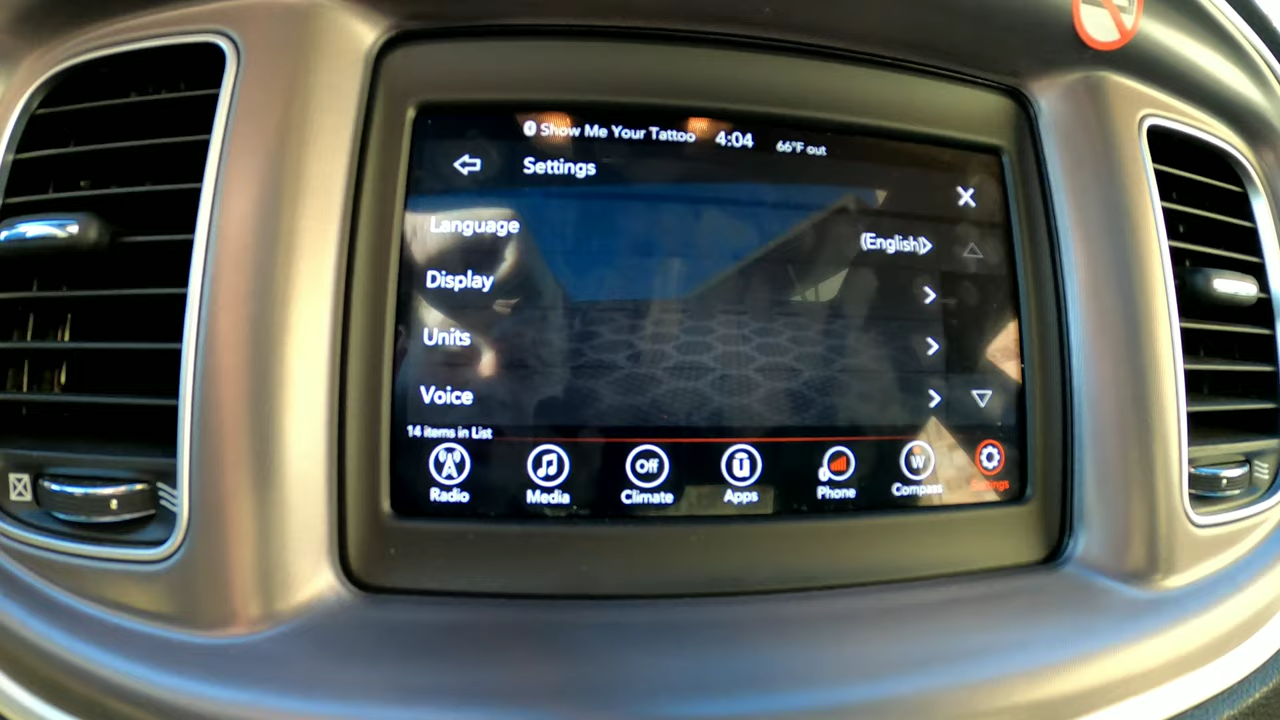 Show Me Your Tattoo 4:04 66°F out
Settings
Language (English)
Display
Units
Voice
14 items in List
Off W
Radio Media Climate Apps Phone Compass Settings